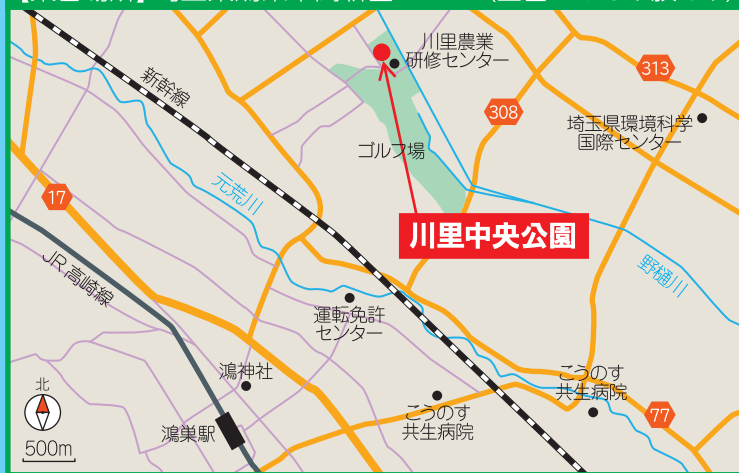 川里農業
研修センター
313
新幹線
308
埼玉県環境科学
国際センター
ゴルフ場
17
元荒川
川里中央公園
JR高崎線
野樋川
運転免許
センター
鴻神社
こうのす
共生病院
北
こうのす
共生病院
77
鴻巣駅
500m